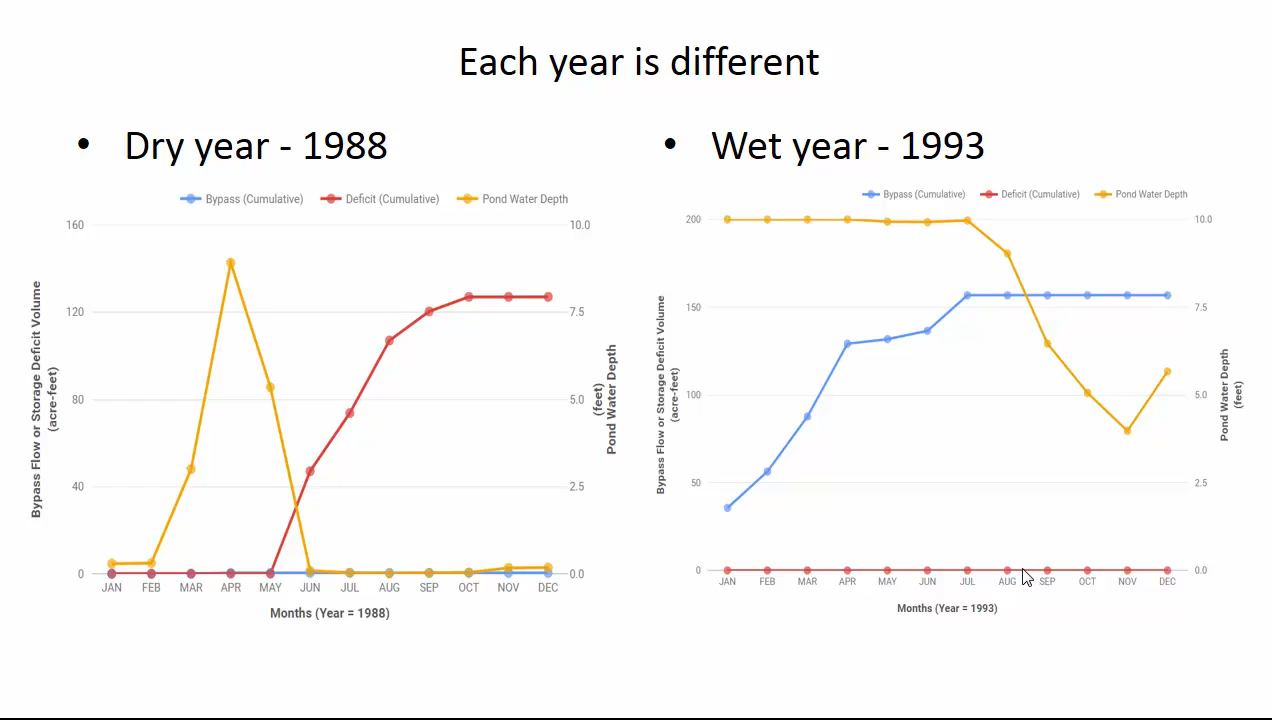 Each year is different
• Dry year - 1988
Bypass (Cumulative) Deficit (Cumulative) Pond Water Depth
160 10.0
120 7.5
80 5.0
40 2.5
0 0.0
Bypass Flow or Storage Deficit Volume
(acre-feet)
(feet)
Pond Water Depth
JAN FEB MAR APR MAY JUN JUL AUG SEP OCT NOV DEC
Months (Year = 1988)
• Wet year - 1993
Bypass (Cumulative) Deficit (Cumulative) Pond Water Depth
200 10.0
150 7.5
100 5.0
50 2.5
0 0.0
Bypass Flow or Storage Deficit Volume
(acre-feet)
Pond Water Depth
(feet)
JAN FEB MAR APR MAY JUN JUL AUG SEP OCT NOV DEC
Months (Year = 1993)